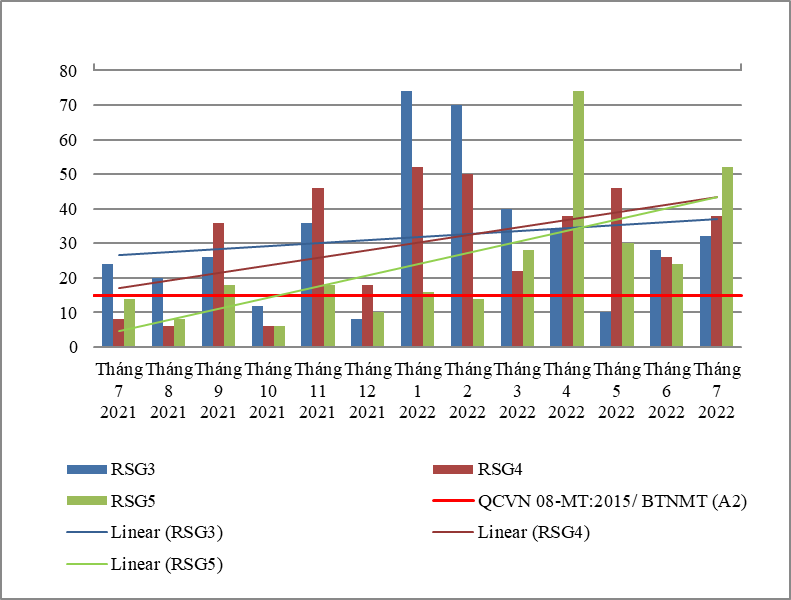 80
70
60
50
40
30
20
10
0
Tháng Tháng Tháng Tháng Tháng Tháng Tháng Tháng Tháng Tháng Tháng Tháng Tháng
7 8 9 10 11 12 1 2 3 4 5 6 7
2021 2021 2021 2021 2021 2021 2022 2022 2022 2022 2022 2022 2022
RSG3 RSG4
RSG5 QCVN 08-MT:2015/ BTNMT (A2)
Linear (RSG3) Linear (RSG4)
Linear (RSG5)